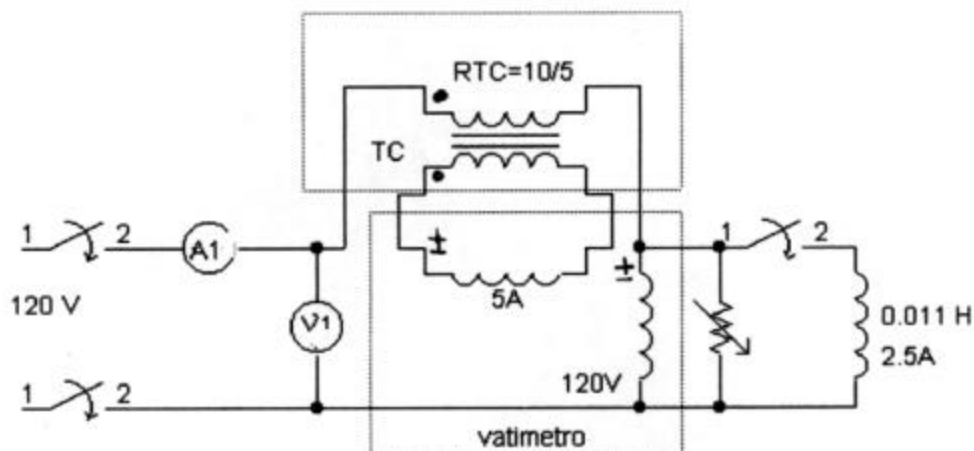 RTC=10/5
TC
1 2 A1
± 
1 2
120 V
V1
5A
±
0.011 H
2.5A
1 2
120V
vatimetro